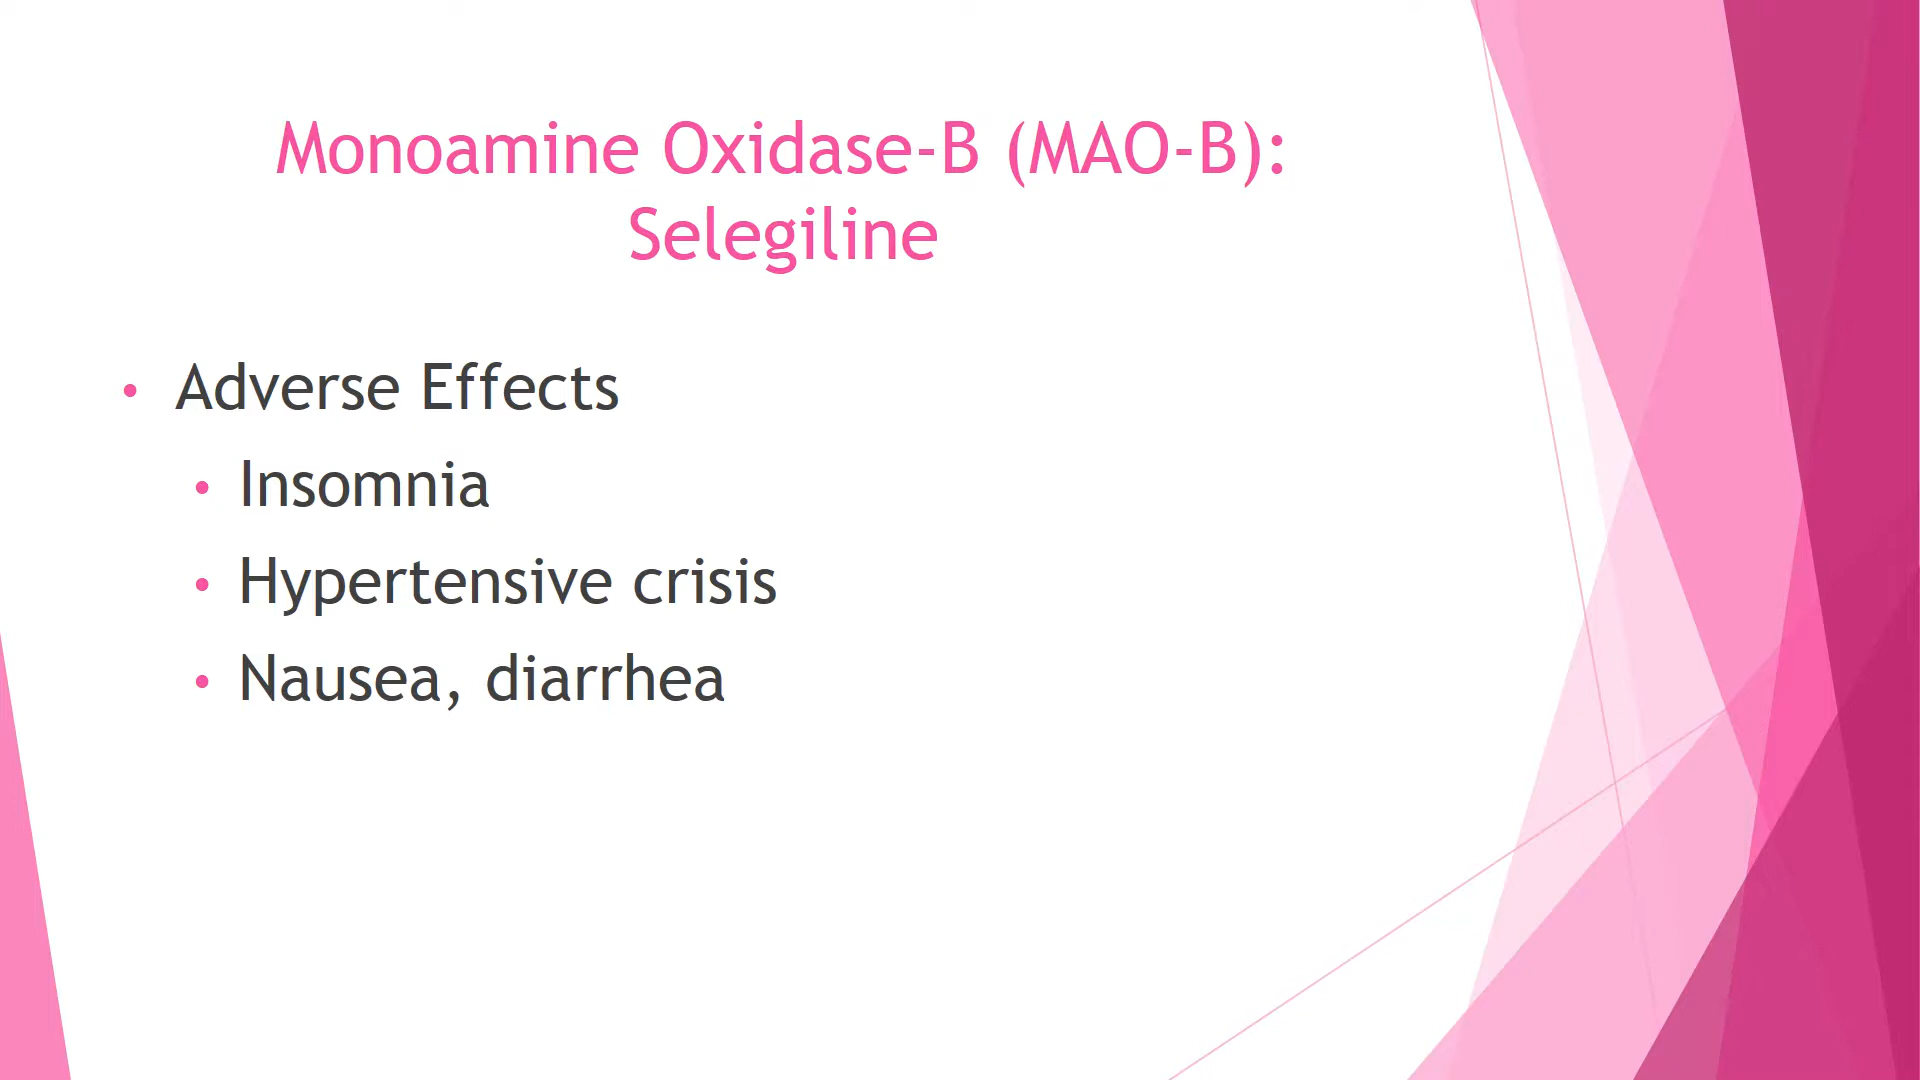 Monoamine Oxidase-B (MAO-B):
Selegiline
• Adverse Effects
• Insomnia
• Hypertensive crisis
• Nausea, diarrhea